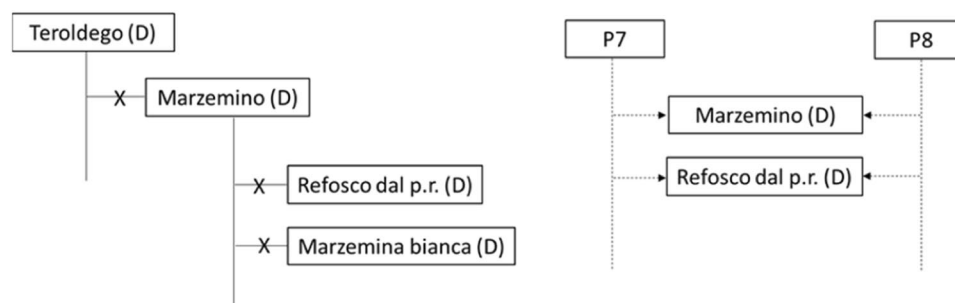 Teroldego (D)
X
Marzemino (D)
X
Refosco dal p.r. (D)
X
Marzemina bianca (D)
P7
P8
Marzemino (D)
Refosco dal p.r. (D)